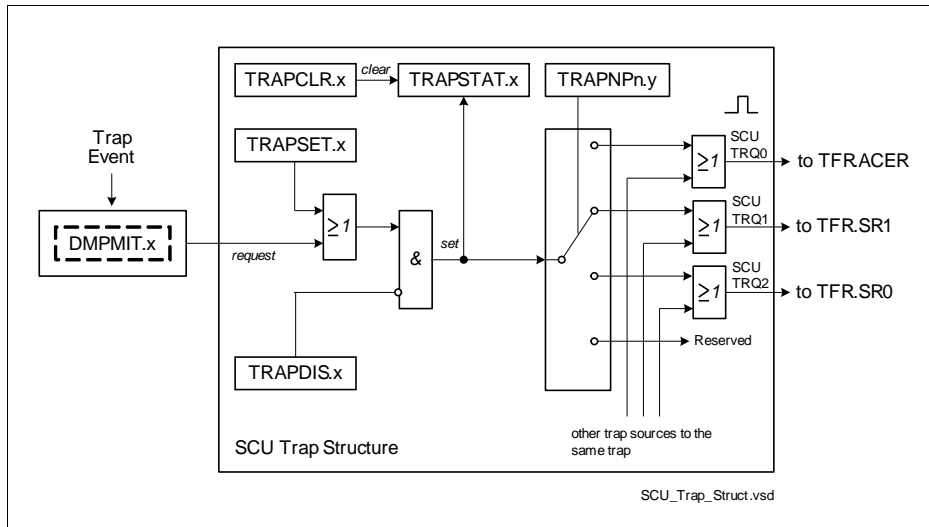 TRAPCLR.x
clear
TRAPSTAT.x
TRAPNPn.y
Trap
Event
TRAPSET.x
SCU
TRQ0
≥1
to TFR.ACER
DMPMIT.x
request
≥1
&
set
SCU
TRQ1
≥1
to TFR.SR1
SCU
TRQ2
≥1
to TFR.SR0
Reserved
TRAPDIS.x
other trap sources to the
same trap
SCU Trap Structure
SCU_Trap_Struct.vsd